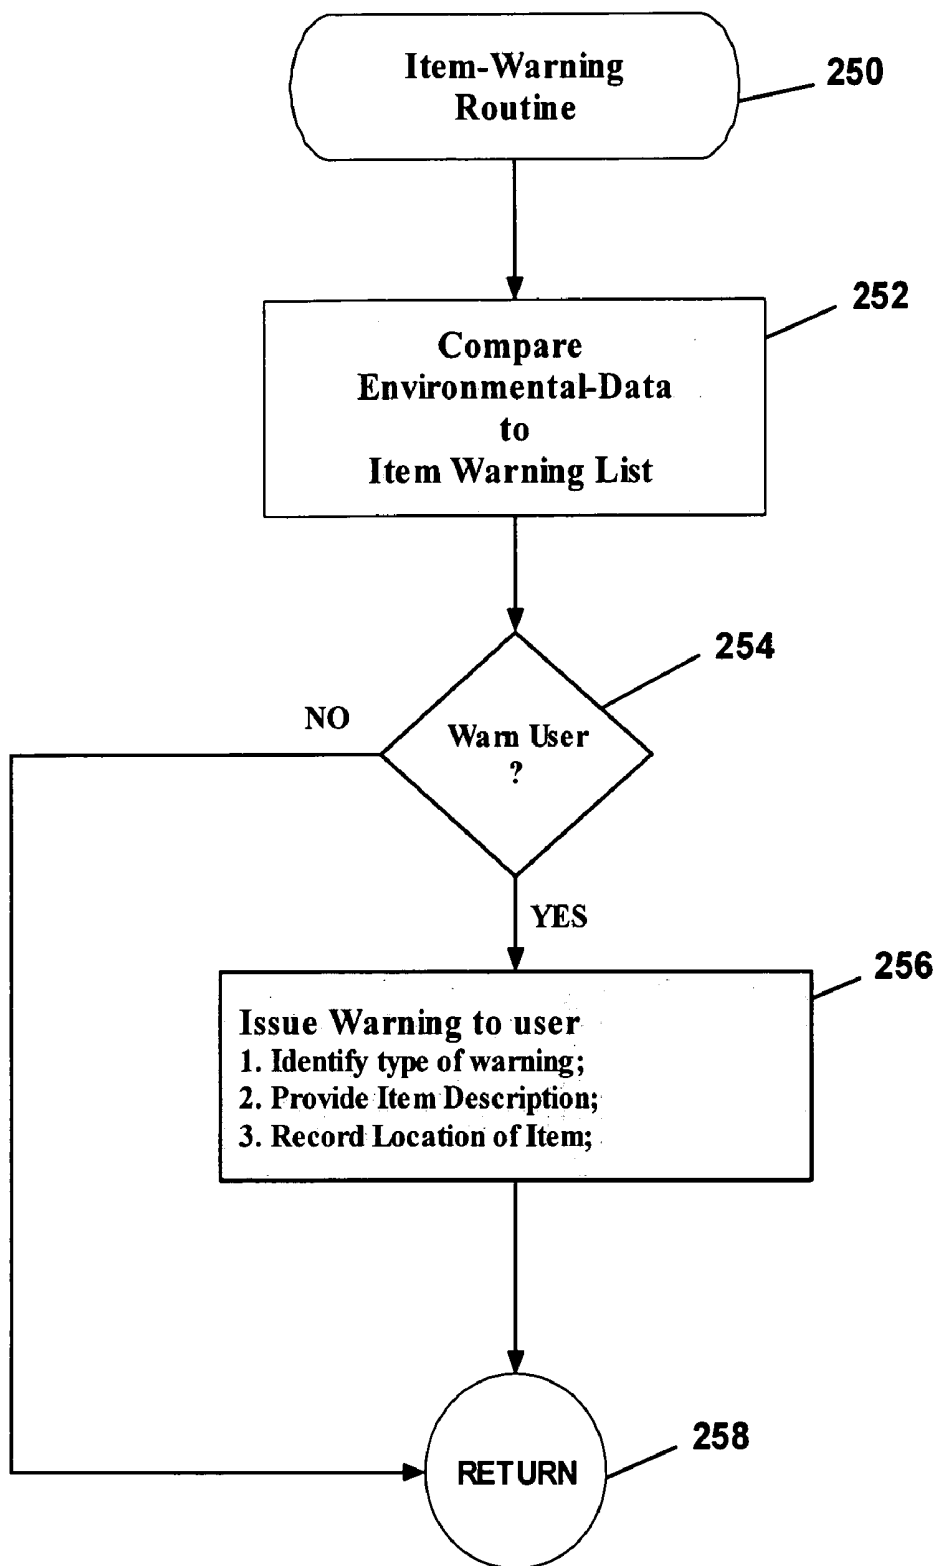 Item-Warning
Routine
250
Compare
Environmental-Data
to
Item Warning List
252
254
Warn User
?
NO
YES
256
Issue Warning to user
1. Identify type of warning;
2. Provide Item Description;
3. Record Location of Item;
RETURN
258